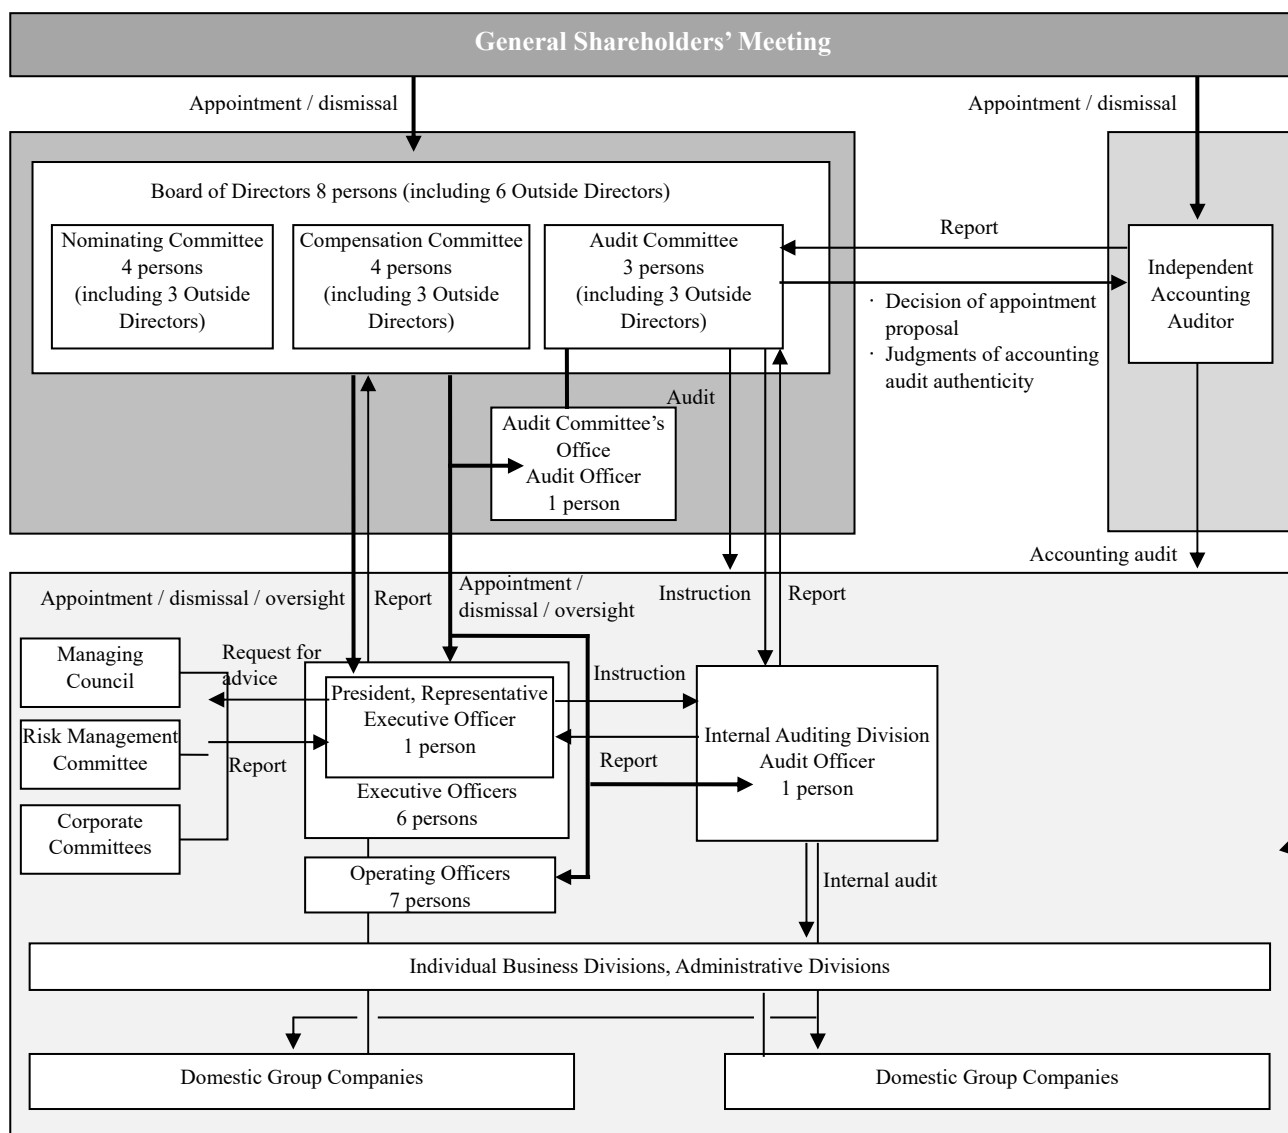 General Shareholders’ Meeting
Appointment / dismissal
Appointment / dismissal
Board of Directors 8 persons (including 6 Outside Directors)
Nominating Committee
4 persons
(including 3 Outside
Directors)
Compensation Committee
4 persons
(including 3 Outside
Directors)
Audit Committee
3 persons
(including 3 Outside
Directors)
Report
Independent
Accounting
Auditor
· Decision of appointment
proposal
· Judgments of accounting
audit authenticity
Audit
Audit Committee’s
Office
Audit Officer
1 person
Accounting audit
Appointment / dismissal / oversight
Report
Appointment /
dismissal / oversight
Instruction
Report
Managing
Council
Request for
advice
Risk Management
Committee
Report
Corporate
Committees
President, Representative
Executive Officer
1 person
Executive Officers
6 persons
Instruction
Report
Internal Auditing Division
Audit Officer
1 person
Operating Officers
7 persons
Internal audit
Individual Business Divisions, Administrative Divisions
Domestic Group Companies
Domestic Group Companies